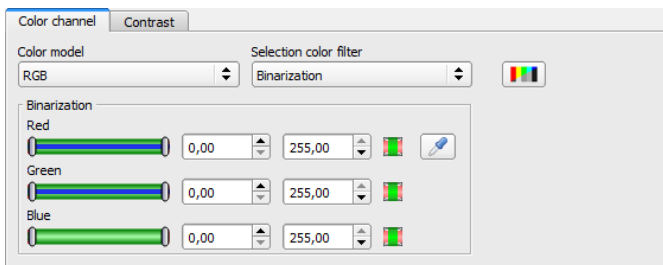 Color channel Contrast
Color model Selection color filter
RGB Binarization
Binarization
Red
0,00 255,00
Green
0,00 255,00
Blue
0,00 255,00